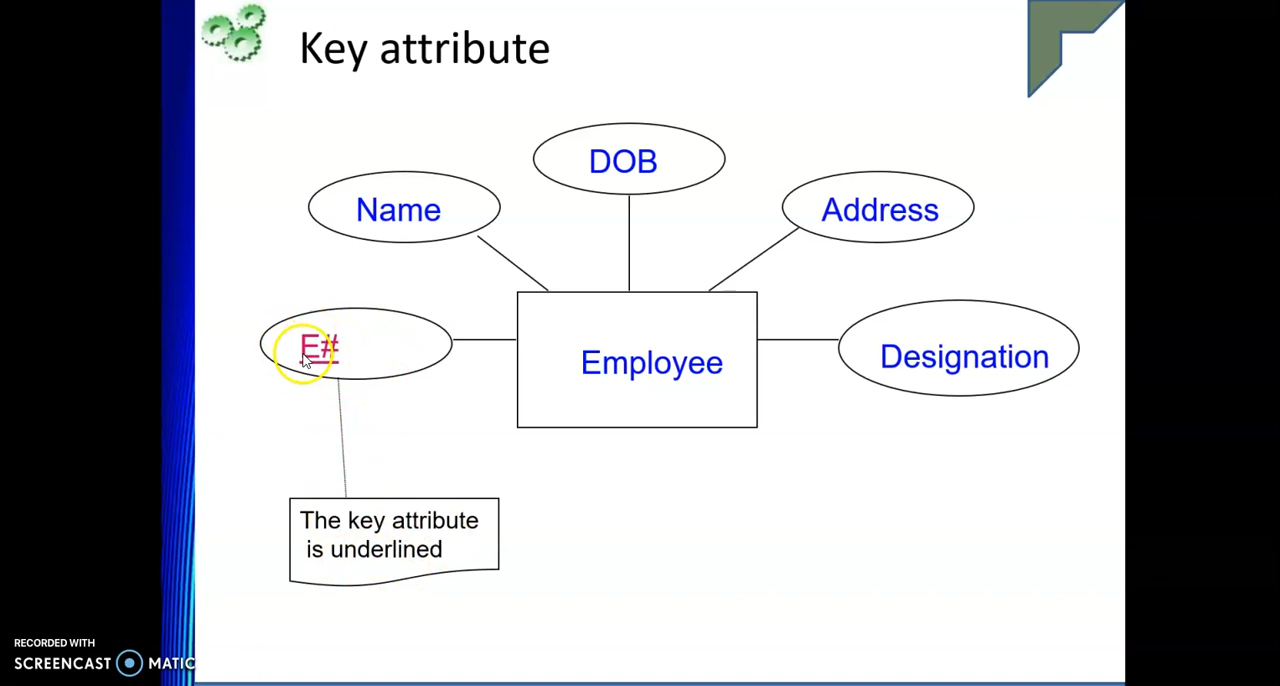 Key attribute
DOB
Name
Address
E#
Employee
Designation
The key attribute
is underlined
RECORDED WITH
SCREENCAST MATIC